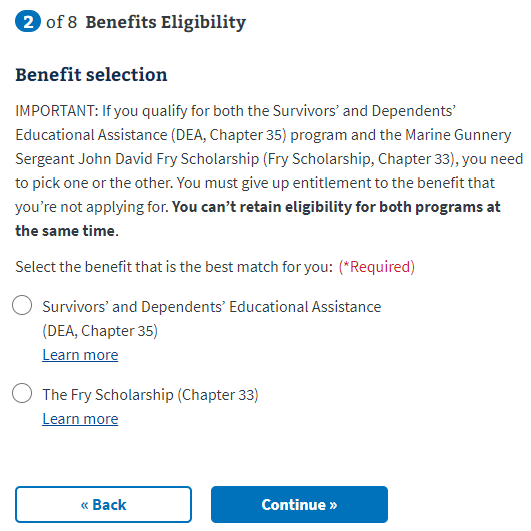 2 of 8 Benefits Eligibility
Benefit selection
IMPORTANT: If you qualify for both the Survivors’ and Dependents’
Educational Assistance (DEA, Chapter 35) program and the Marine Gunnery
Sergeant John David Fry Scholarship (Fry Scholarship, Chapter 33), you need
to pick one or the other. You must give up entitlement to the benefit that
you’re not applying for. You can’t retain eligibility for both programs at
the same time.
Select the benefit that is the best match for you: (*Required)
Survivors’ and Dependents’ Educational Assistance
(DEA, Chapter 35)
Learn more
The Fry Scholarship (Chapter 33)
Learn more
« Back
Continue »